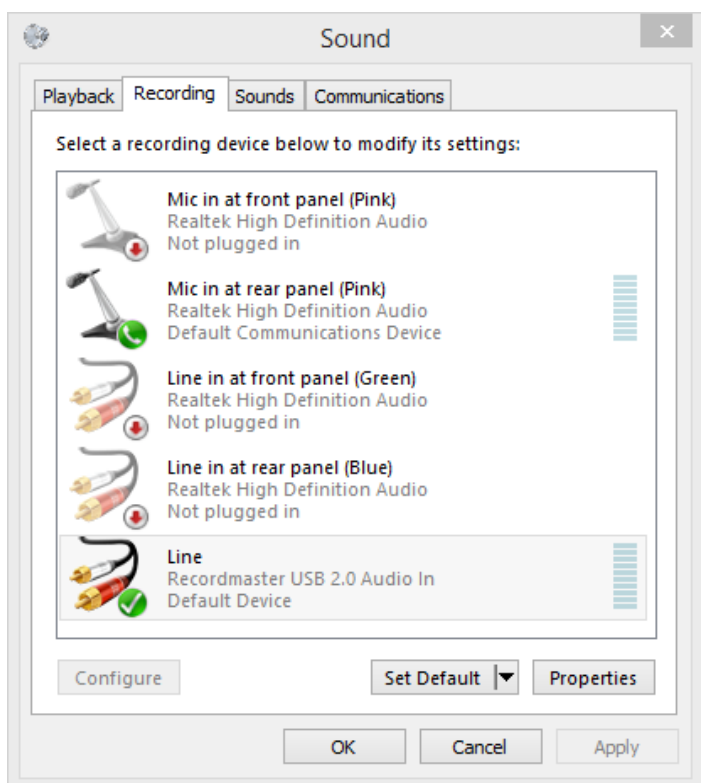 Sound
Playback Recording Sounds Communications
Select a recording device below to modify its settings:
Mic in at front panel (Pink)
Realtek High Definition Audio
Not plugged in
Mic in at rear panel (Pink)
Realtek High Definition Audio
Default Communications Device
Line in at front panel (Green)
Realtek High Definition Audio
Not plugged in
Line in at rear panel (Blue)
Realtek High Definition Audio
Not plugged in
Line
Recordmaster USB 2.0 Audio In
Default Device
Configure Set Default Properties
OK Cancel Apply